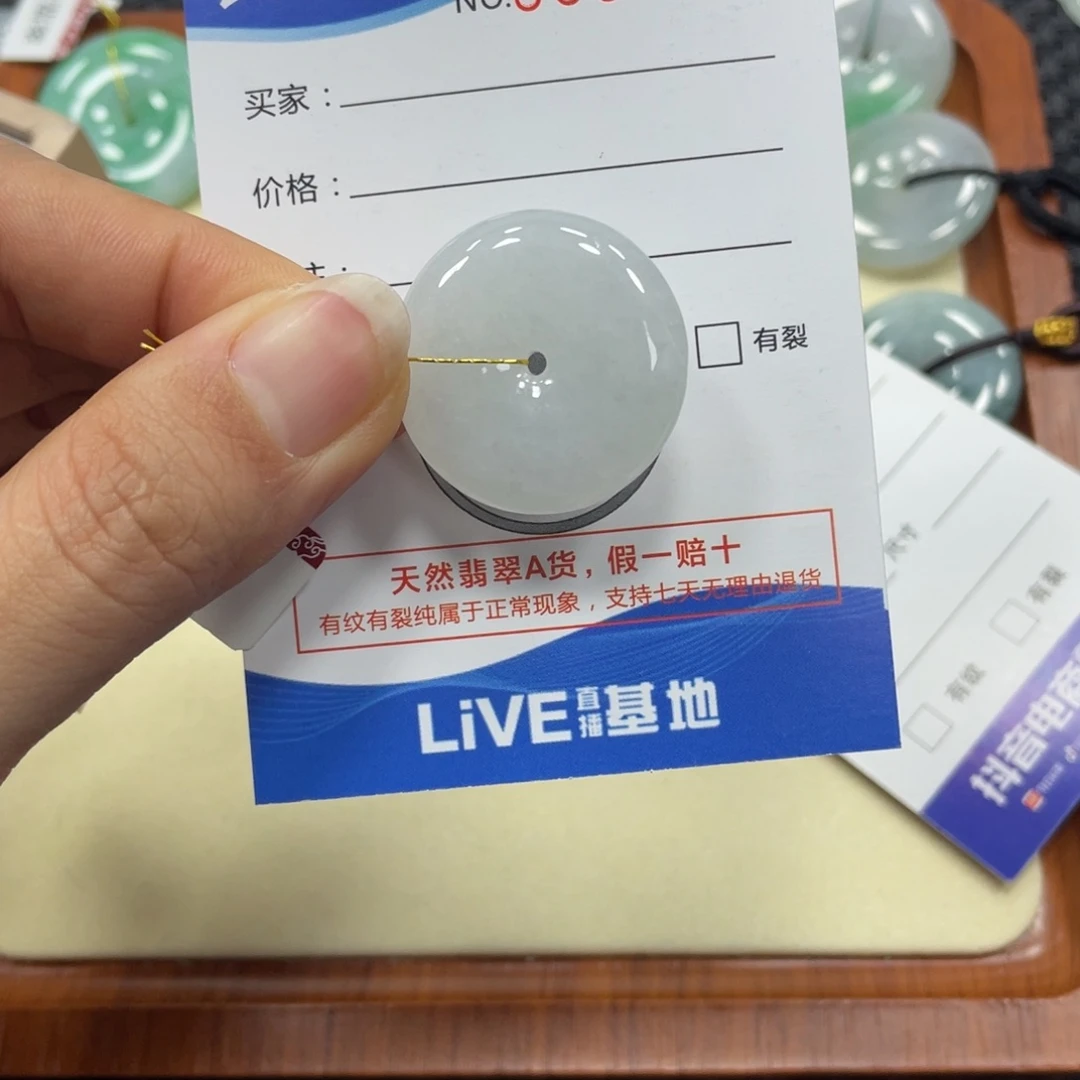 NO.
买家：
价格：
有裂
天然翡翠A货，假一赔十
有纹有裂纯属于正常现象，支持七天无理由退货
LiVE直播基地
尺寸
有裂
有纹
抖音电商